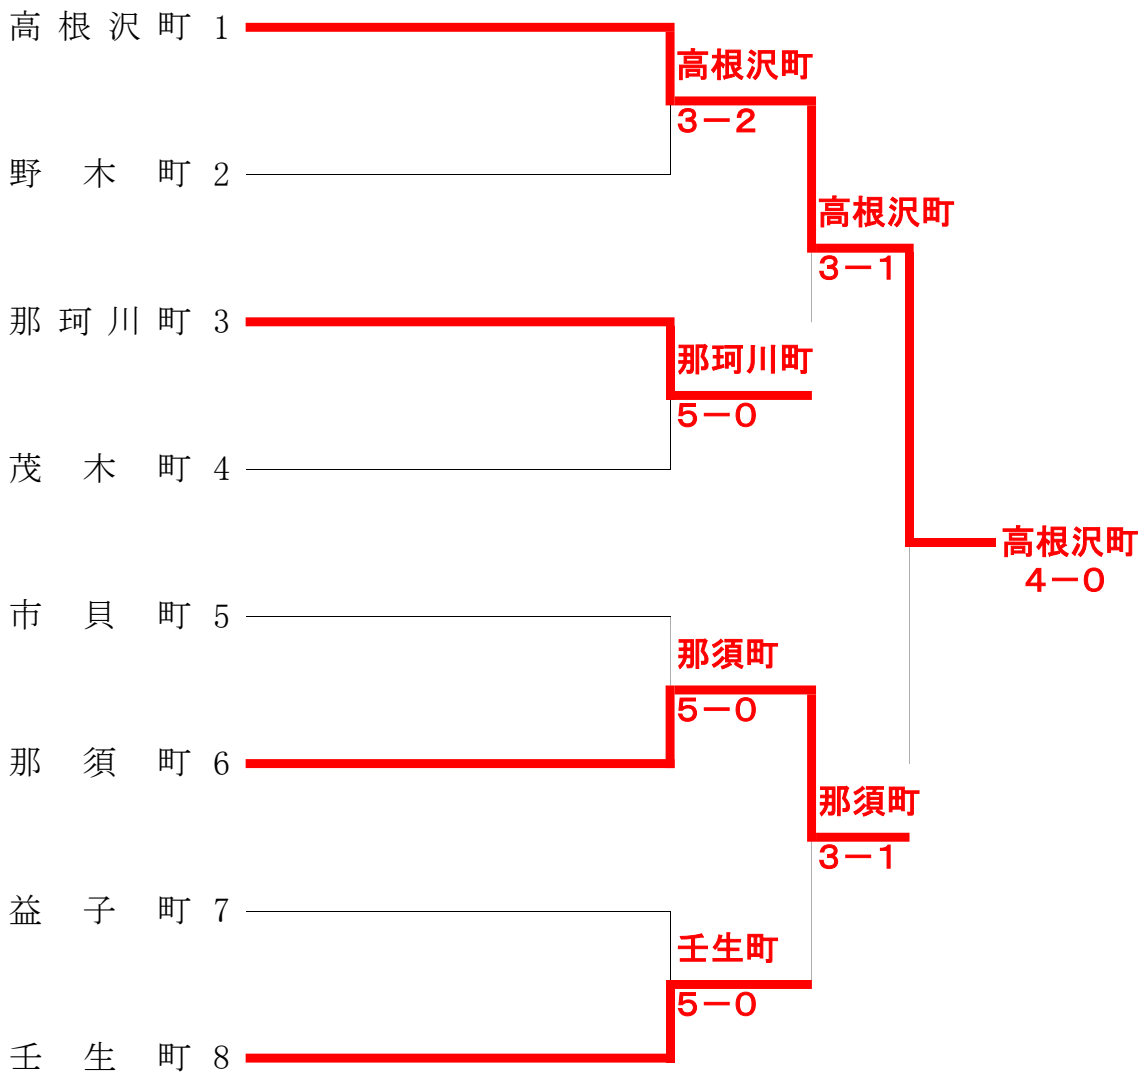 高根沢町 1
高根沢町
3－2
野木町 2
高根沢町
3－1
那珂川町 3
那珂川町
5－0
茂木町 4
高根沢町
4－0
市貝町 5
那須町
5－0
那須町 6
那須町
3－1
益子町 7
壬生町
5－0
壬生町 8